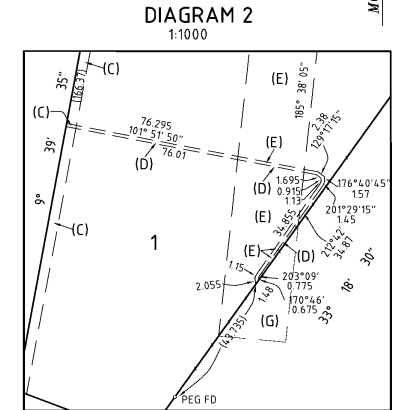 DIAGRAM 2
1:1000
(C)
(E)
185° 38' 05"
35"
(166.37)
(C)
39'
9°
76.295
101° 51' 50"
76.01
(D)
(E)
(D)
2.38
129°17'15"
1.695
0.915
1.13
176°40'45"
1.57
201°29'15"
1.45
(E)
34.855
212°42'
34.87
(C)
1
(E)
(D)
30"
18'
33°
1.15
2.055
203°09'
0.775
1.48
170°46'
0.675
(G)
(43.735)
PEG FD